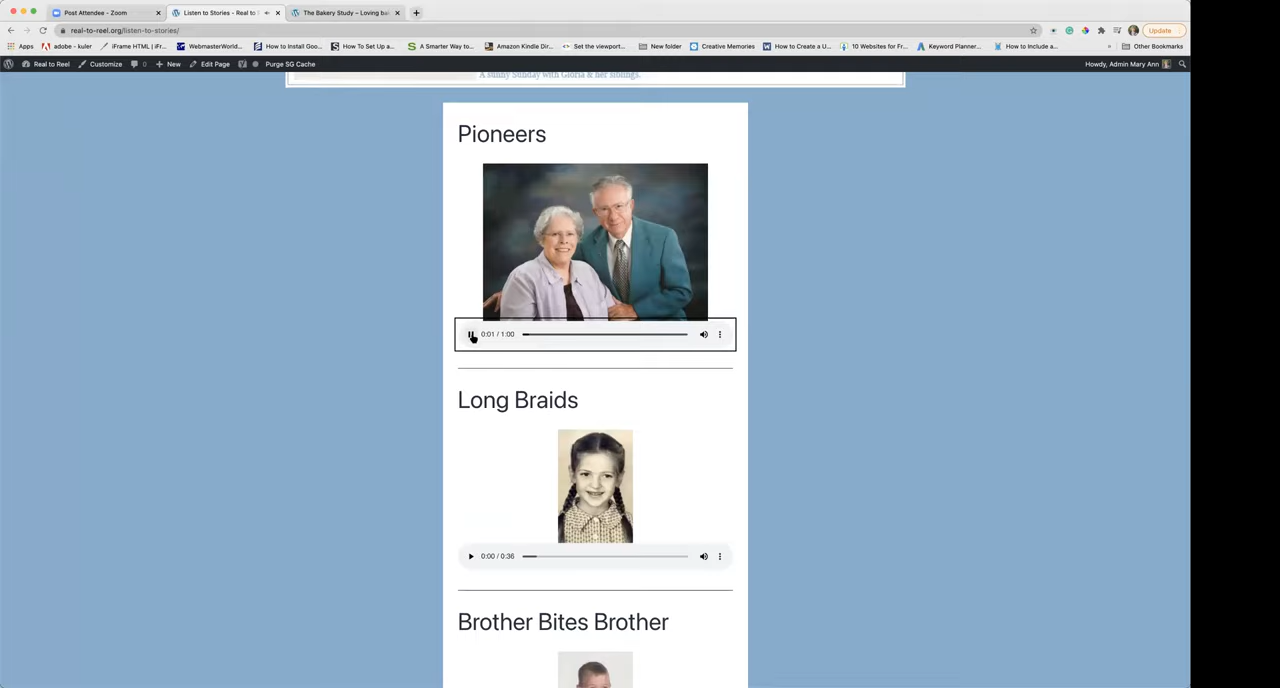 Post Attendee - Zoom
Listen to Stories - Real to
The Bakery Study – Loving ba
real-to-reel.org/listen-to-stories/
Update
Apps
adobe - kuler
iFrame HTML | iFr...
WebmasterWorld...
How to Install Goo...
How To Set Up a...
A Smarter Way to...
Amazon Kindle Dir...
Set the viewport...
New folder
Creative Memories
How to Create a U...
10 Websites for Fr...
Keyword Planner...
How to Include a...
»
Other Bookmarks
Real to Reel
Customize
0
New
Edit Page
Purge SG Cache
Howdy, Admin Mary Ann
A sunny Sunday with Gloria & her siblings.
Pioneers
0:01 / 1:00
Long Braids
0:00 / 0:36
Brother Bites Brother